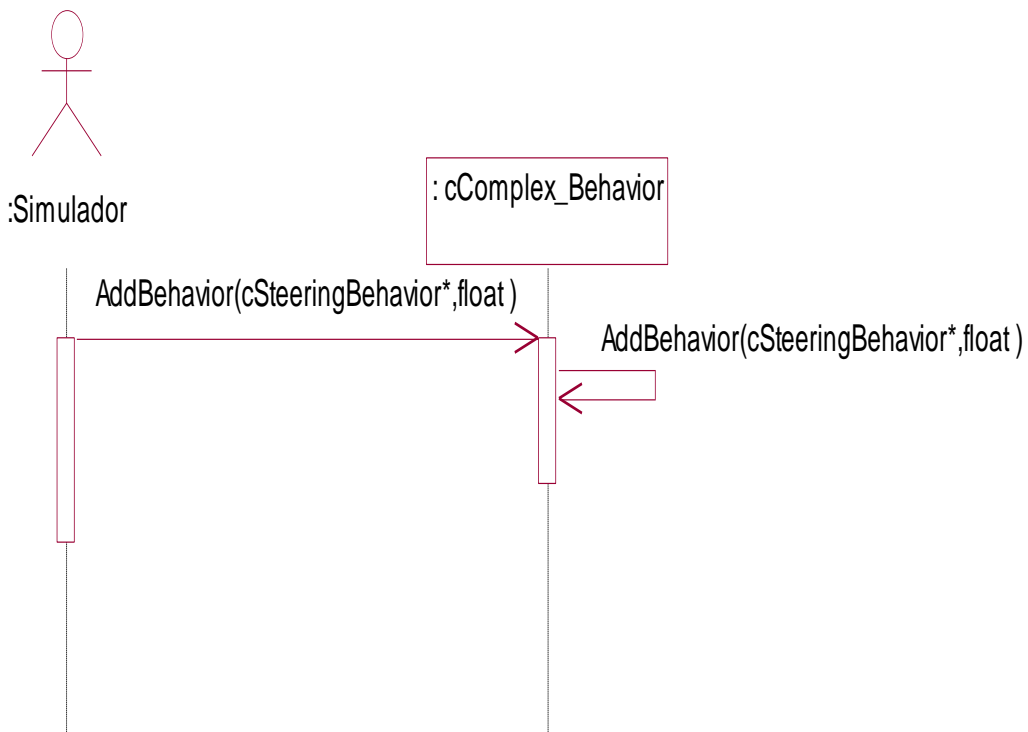 : cComplex_Behavior
:Simulador
AddBehavior(cSteeringBehavior*,float )
AddBehavior(cSteeringBehavior*,float )